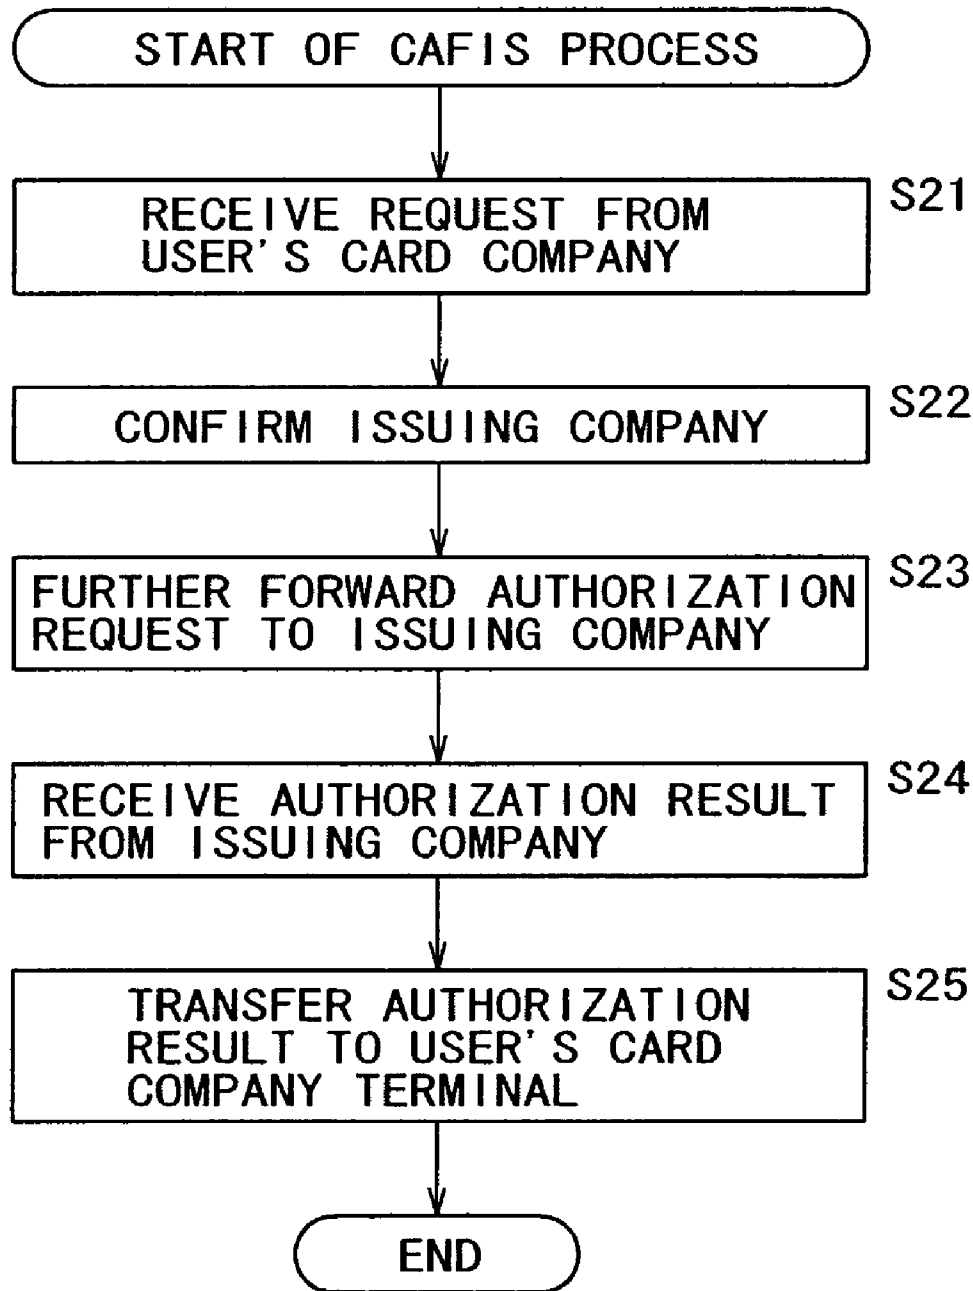 START OF CAFIS PROCESS
S21
RECEIVE REQUEST FROM
USER'S CARD COMPANY
S22
CONFIRM ISSUING COMPANY
S23
FURTHER FORWARD AUTHORIZATION
REQUEST TO ISSUING COMPANY
S24
RECEIVE AUTHORIZATION RESULT
FROM ISSUING COMPANY
S25
TRANSFER AUTHORIZATION
RESULT TO USER'S CARD
COMPANY TERMINAL
END